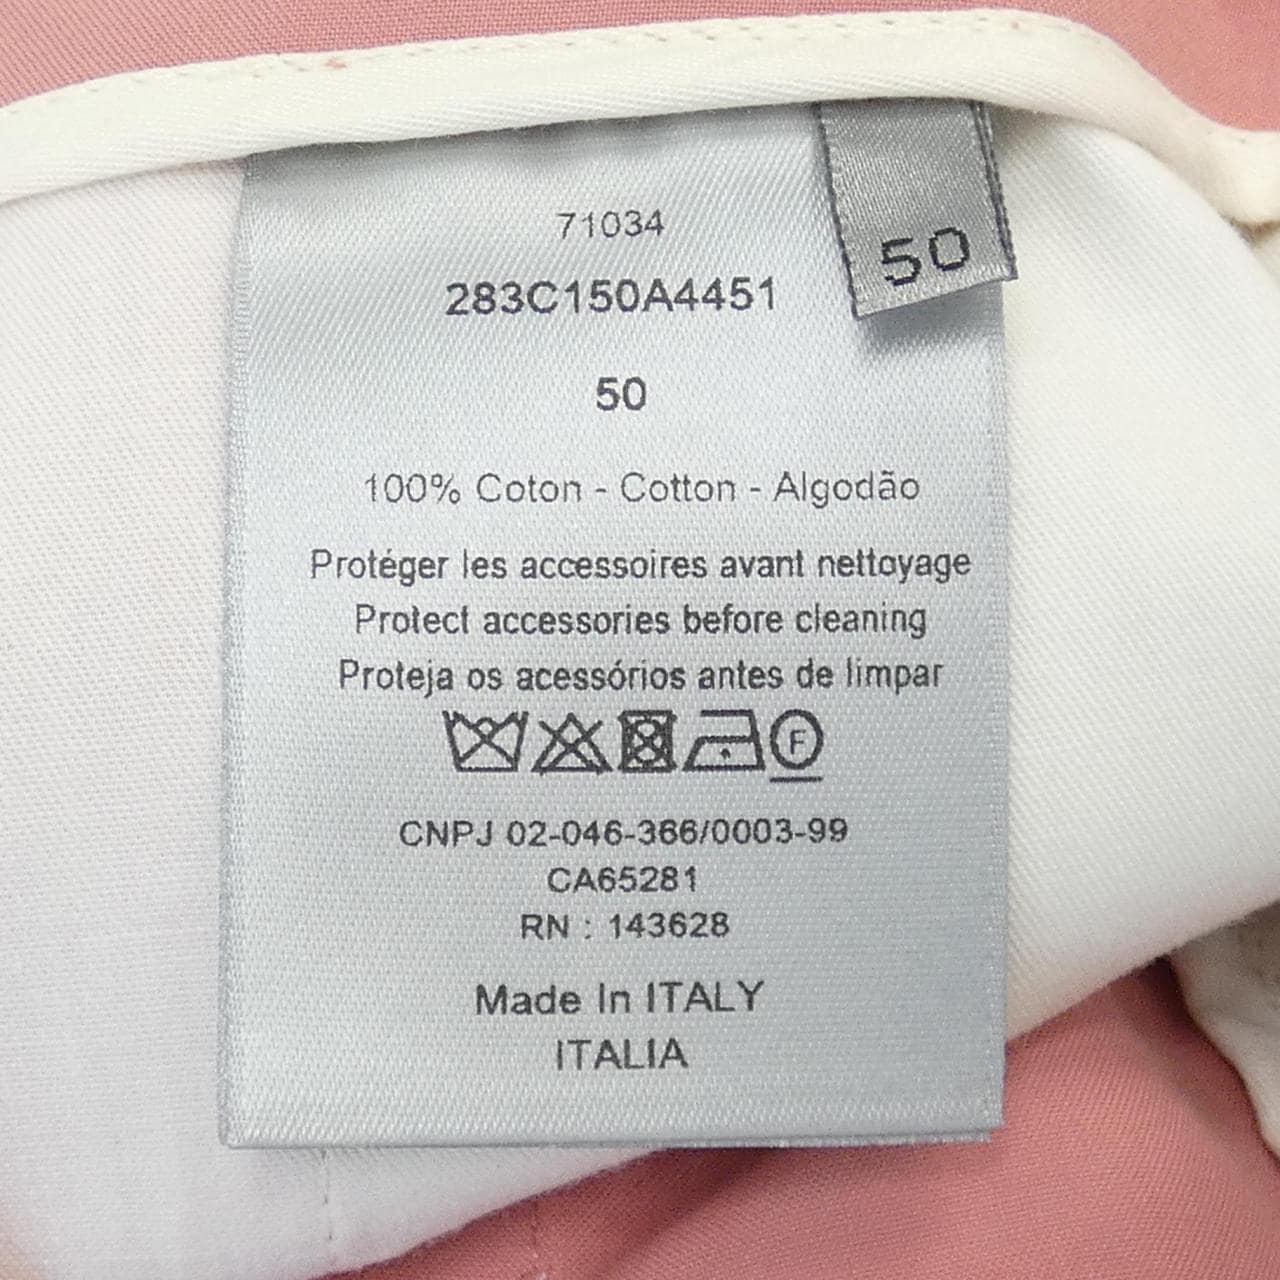 71034
283C150A4451
50
50
100% Coton - Cotton - Algodão
Protéger les accessoires avant nettoyage
Protect accessories before cleaning
Proteja os acessórios antes de limpar
F
CNPJ 02-046-366/0003-99
CA65281
RN : 143628
Made In ITALY
ITALIA